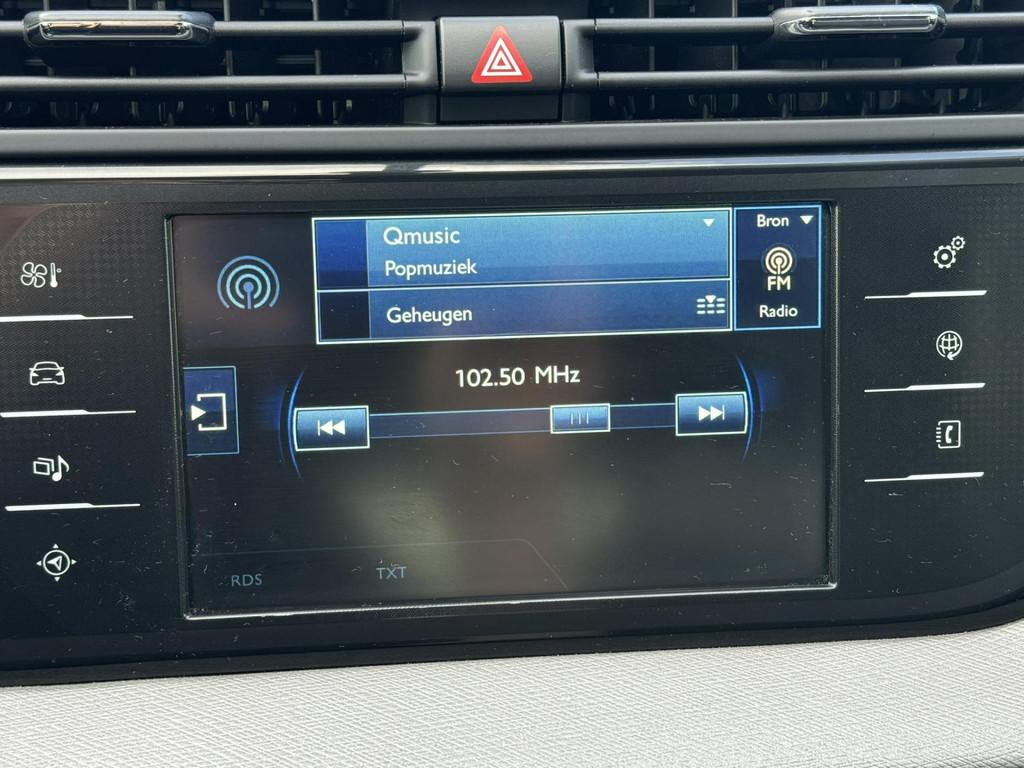 Qmusic
Popmuziek
Geheugen
Bron
FM
Radio
102.50 MHz
RDS
TXT